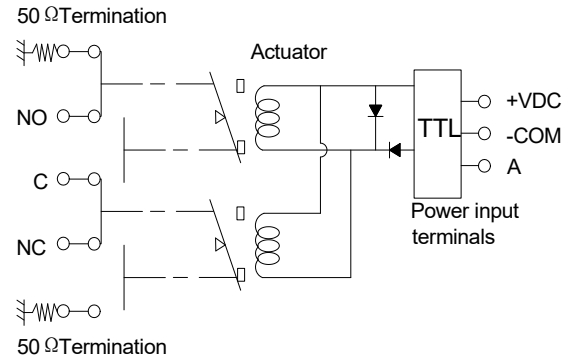 50 ΩTermination
Actuator
NO
C
NC
TTL
+VDC
-COM
A
Power input
terminals
50 ΩTermination